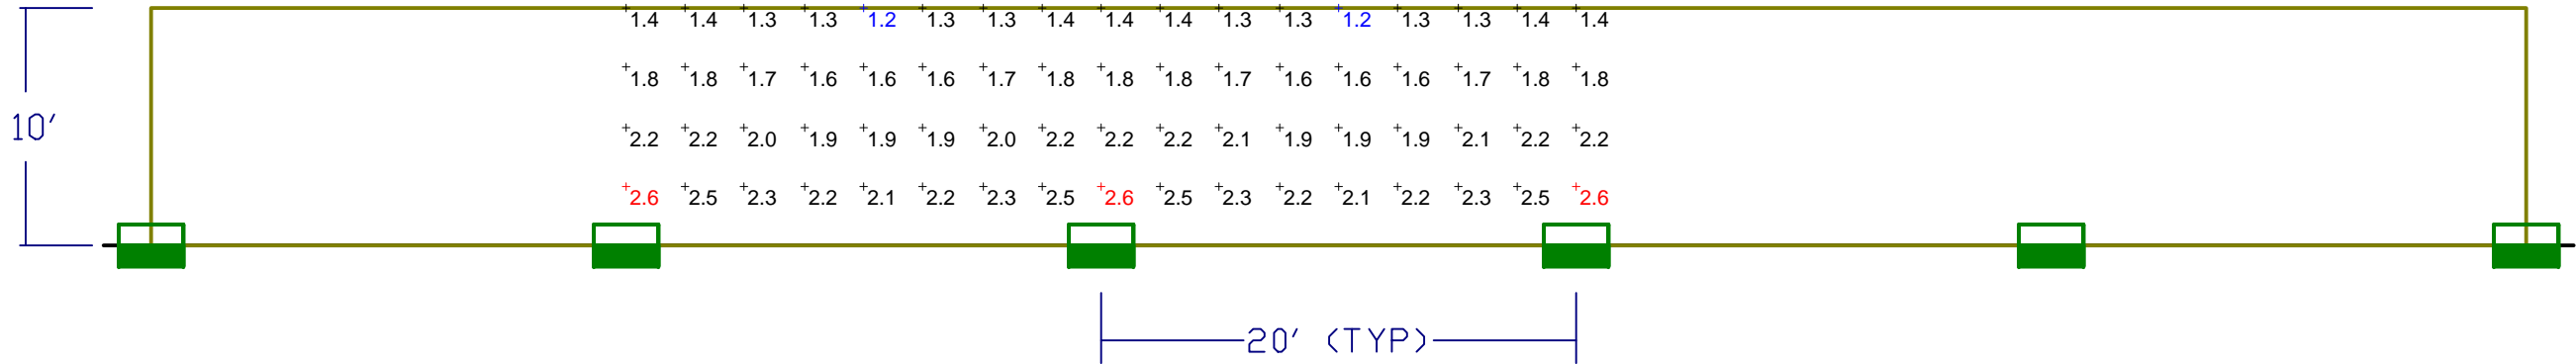 1.4 1.4 1.3 1.3 1.2 1.3 1.3 1.4 1.4 1.4 1.3 1.3 1.2 1.3 1.3 1.4 1.4
1.8 1.8 1.7 1.6 1.6 1.6 1.7 1.8 1.8 1.8 1.7 1.6 1.6 1.6 1.7 1.8 1.8
10'
2.2 2.2 2.0 1.9 1.9 1.9 2.0 2.2 2.2 2.2 2.1 1.9 1.9 1.9 2.1 2.2 2.2
2.6 2.5 2.3 2.2 2.1 2.2 2.3 2.5 2.6 2.5 2.3 2.2 2.1 2.2 2.3 2.5 2.6
20' (TYP)